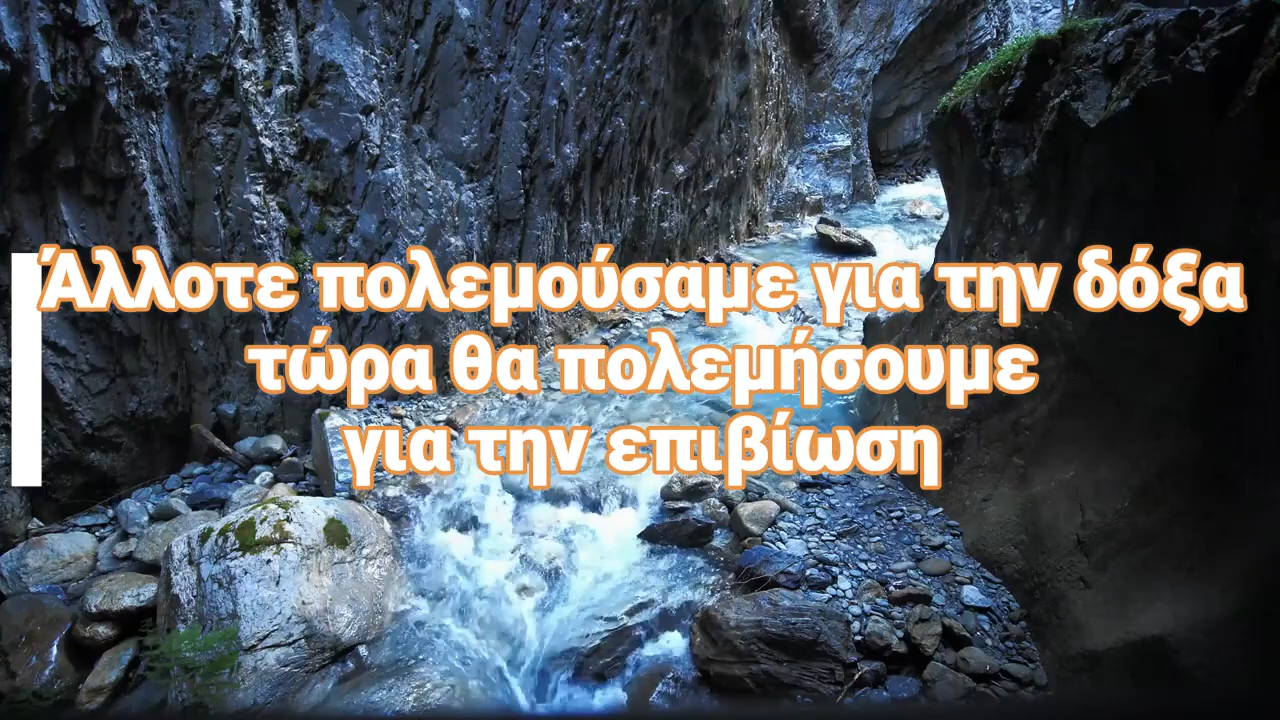 Άλλοτε πολεμούσαμε για την δόξα
τώρα θα πολεμήσουμε
για την επιβίωση